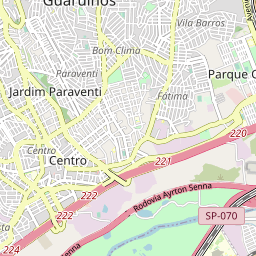 Guarulhos
Vila Barros
Bom Clima
Paraventi
Parque C
Jardim Paraventi
Fátima
220
Centro
Centro
221
222
Rodovia Ayrton Senna
222
SP-070
224